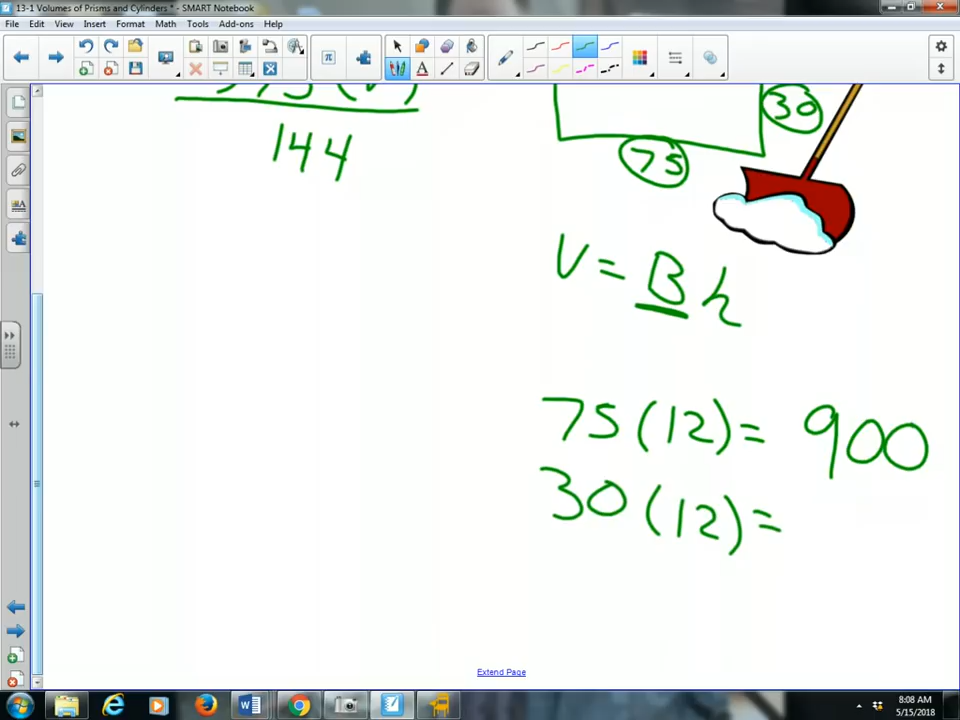 13-1 Volumes of Prisms and Cylinders * - SMART Notebook
File Edit View Insert Format Math Tools Add-ons Help
144
30
75
V = B h
75 (12) = 900
30 (12) =
Extend Page
8:08 AM
5/15/2018